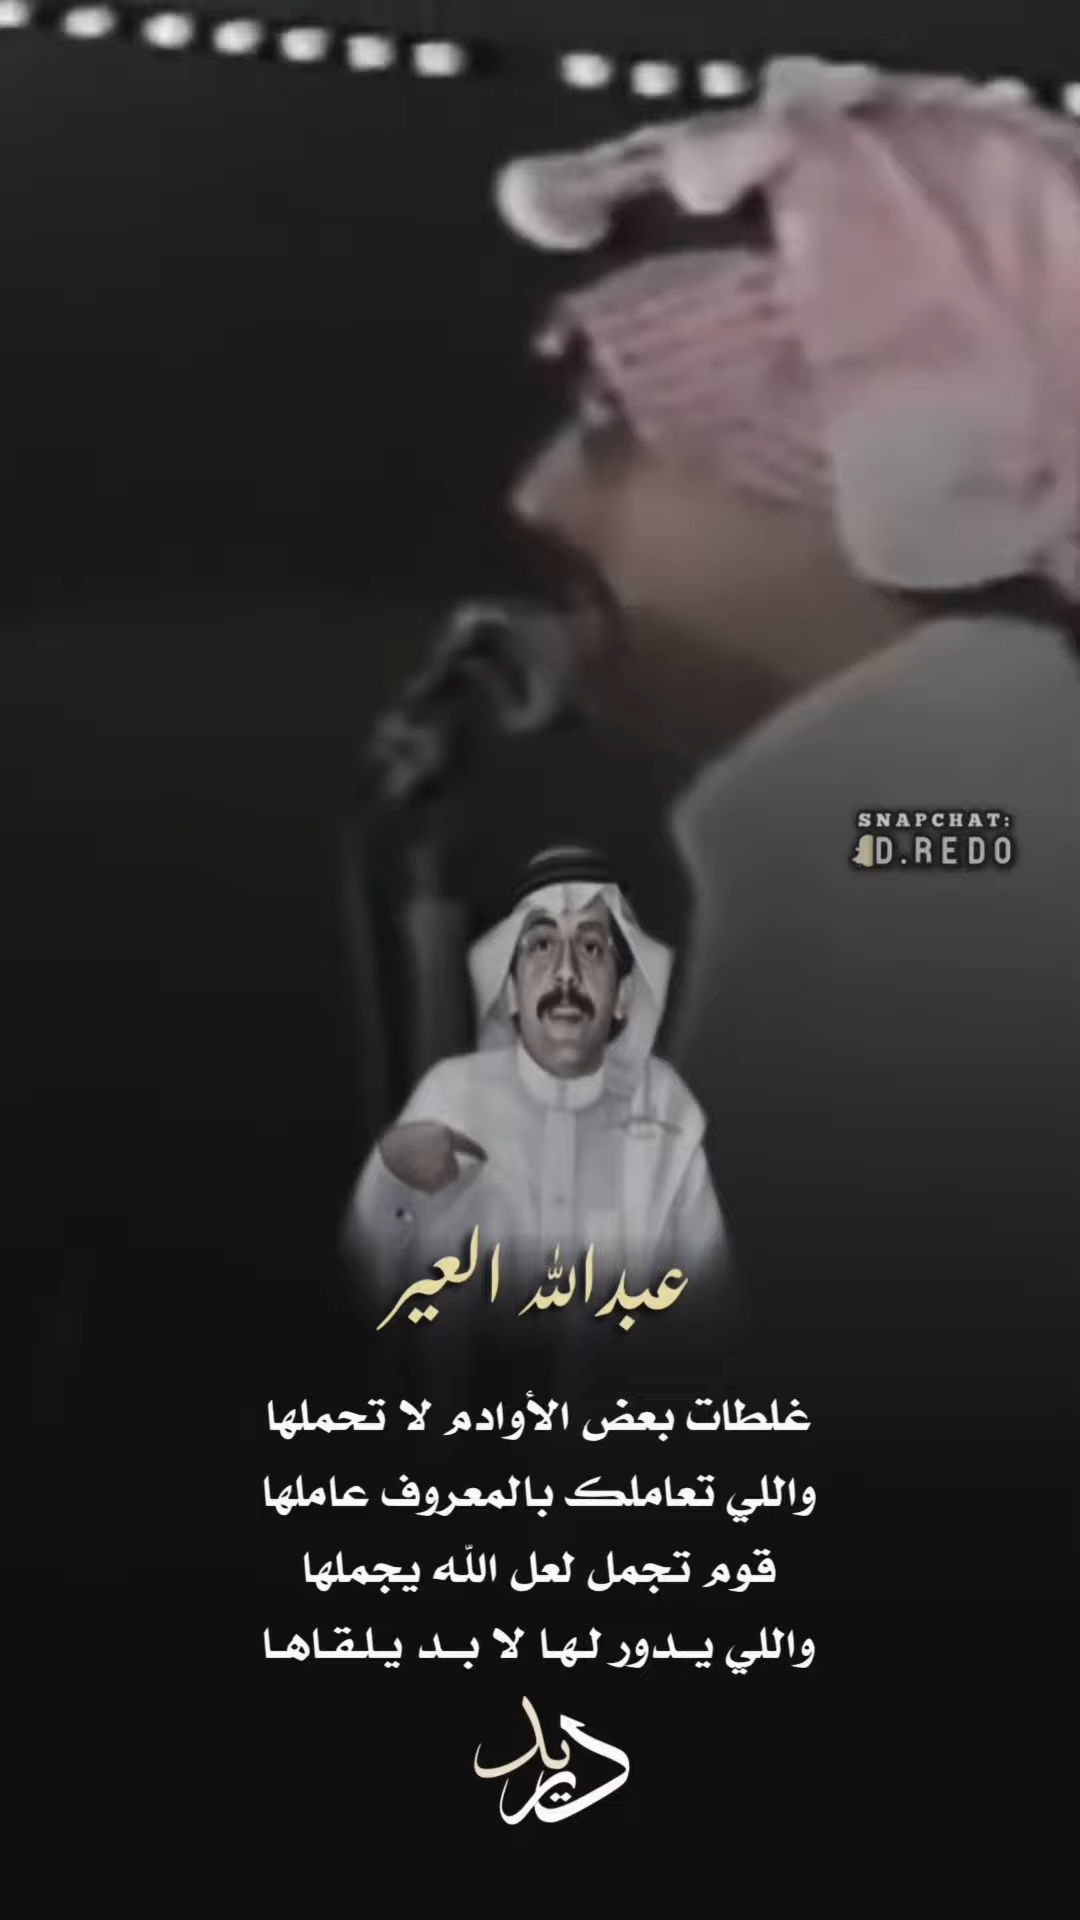 SNAPCHAT:
D.REDO
عبدالله العير
غلطات بعض الأوادم لا تحملها
واللي تعاملك بالمعروف عاملها
قوم تجمل لعل الله يجملها
واللي يدور لها لا بد يلقاها
دريد